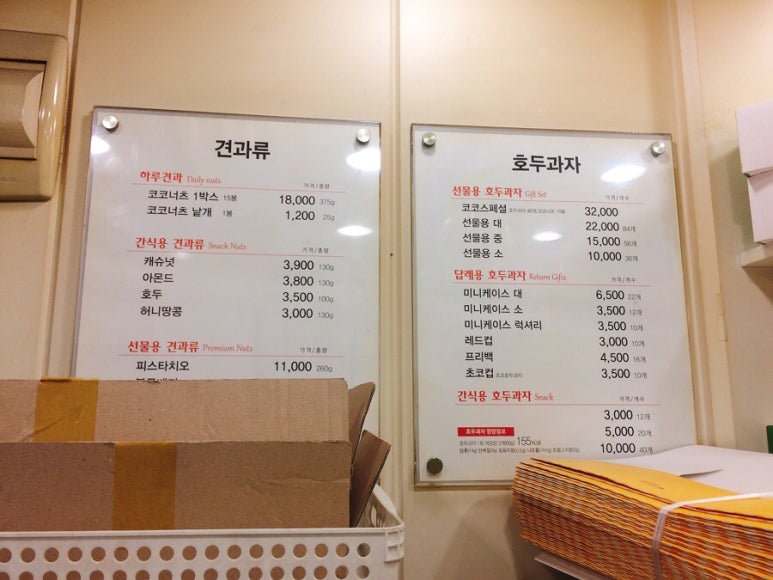 견과류
하루견과 Daily nuts
가격/총량
코코너츠 1박스 15봉 18,000 375g
코코너츠 낱개 1봉 1,200 25g
간식용 견과류 Snack Nuts
가격/총량
캐슈넛 3,900 130g
아몬드 3,800 130g
호두 3,500 100g
허니땅콩 3,000 130g
선물용 견과류 Premium Nuts
가격/총량
피스타치오 11,000 260g
호두과자
선물용 호두과자 Gift Set
가격/개수
코코스페셜 32,000
선물용 대 22,000 84개
선물용 중 15,000 56개
선물용 소 10,000 36개
답례용 호두과자 Return Gifts
가격/개수
미니케이스 대 6,500 22개
미니케이스 소 3,500 12개
미니케이스 럭셔리 3,500 10개
레드컵 3,000 10개
프리백 4,500 16개
초코컵 초코호두과자 3,500 10개
간식용 호두과자 Snack
가격/개수
3,000 12개
호두과자 영양정보 5,000 20개
155kcal
10,000 40개